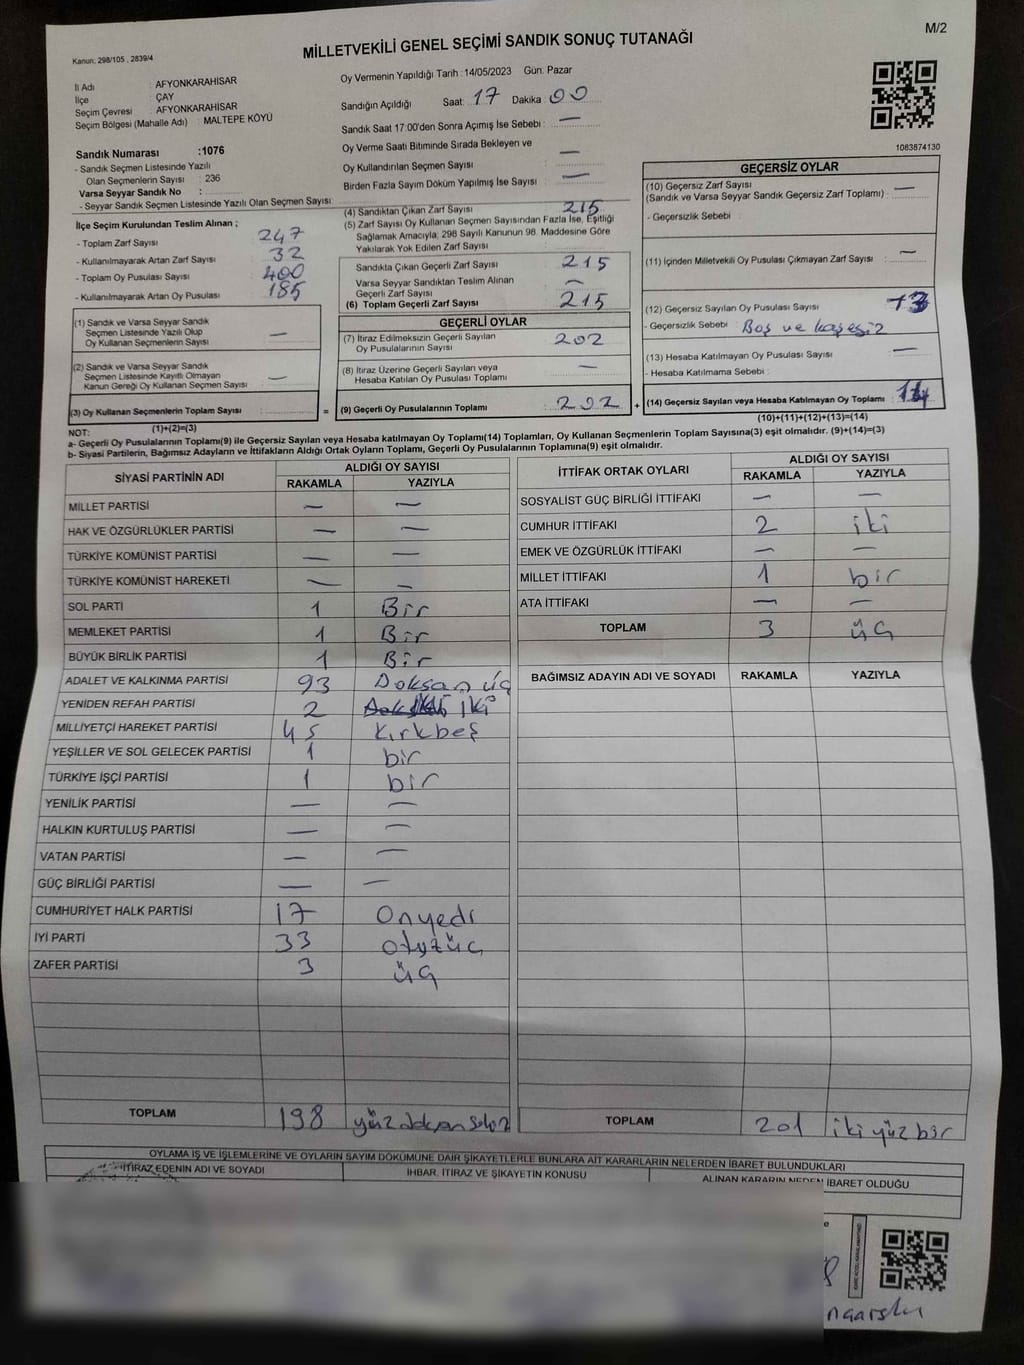 M/2
Kanun: 298/105 , 2839/4
MİLLETVEKİLİ GENEL SEÇİMİ SANDIK SONUÇ TUTANAĞI
İl Adı : AFYONKARAHİSAR
İlçe : ÇAY
Seçim Çevresi : AFYONKARAHİSAR
Seçim Bölgesi (Mahalle Adı) : MALTEPE KÖYÜ
Oy Vermenin Yapıldığı Tarih : 14/05/2023 Gün: Pazar
Sandığın Açıldığı Saat: 17 Dakika : 00
Sandık Saat 17:00'den Sonra Açımış İse Sebebi : —
Oy Verme Saati Bitiminde Sırada Bekleyen ve
Oy Kullandırılan Seçmen Sayısı —
Birden Fazla Sayım Döküm Yapılmış İse Sayısı —
1063874130
Sandık Numarası :1076
- Sandık Seçmen Listesinde Yazılı
Olan Seçmenlerin Sayısı : 236
Varsa Seyyar Sandık No :
- Seyyar Sandık Seçmen Listesinde Yazılı Olan Seçmen Sayısı
İlçe Seçim Kurulundan Teslim Alınan ;
- Toplam Zarf Sayısı 247
- Kullanılmayarak Artan Zarf Sayısı 32
- Toplam Oy Pusulası Sayısı 400
- Kullanılmayarak Artan Oy Pusulası 185
(1) Sandık ve Varsa Seyyar Sandık
Seçmen Listesinde Yazılı Olup
Oy Kullanan Seçmenlerin Sayısı —
(2) Sandık ve Varsa Seyyar Sandık
Seçmen Listesinde Kayıtlı Olmayan
Kanun Gereği Oy Kullanan Seçmen Sayısı —
(3) Oy Kullanan Seçmenlerin Toplam Sayısı =
(1)+(2)=(3)
(4) Sandıktan Çıkan Zarf Sayısı 215
(5) Zarf Sayısı Oy Kullanan Seçmen Sayısından Fazla İse, Eşitliği
Sağlamak Amacıyla, 298 Sayılı Kanunun 98. Maddesine Göre
Yakılarak Yok Edilen Zarf Sayısı :
Sandıkta Çıkan Geçerli Zarf Sayısı 215
Varsa Seyyar Sandıktan Teslim Alınan
Geçerli Zarf Sayısı —
(6) Toplam Geçerli Zarf Sayısı 215
GEÇERLİ OYLAR
(7) İtiraz Edilmeksizin Geçerli Sayılan
Oy Pusulalarının Sayısı 202
(8) İtiraz Üzerine Geçerli Sayılan veya
Hesaba Katılan Oy Pusulası Toplamı —
(9) Geçerli Oy Pusulalarının Toplamı 202 +
GEÇERSİZ OYLAR
(10) Geçersiz Zarf Sayısı
(Sandık ve Varsa Seyyar Sandık Geçersiz Zarf Toplamı) : —
- Geçersizlik Sebebi :
(11) İçinden Milletvekili Oy Pusulası Çıkmayan Zarf Sayısı : —
(12) Geçersiz Sayılan Oy Pusulası Sayısı 13
- Geçersizlik Sebebi : Boş ve kaşesiz
(13) Hesaba Katılmayan Oy Pusulası Sayısı —
- Hesaba Katılmama Sebebi :
(14) Geçersiz Sayılan veya Hesaba Katılmayan Oy Toplamı
(10)+(11)+(12)+(13)=(14)
NOT:
a- Geçerli Oy Pusulalarının Toplamı(9) ile Geçersiz Sayılan veya Hesaba katılmayan Oy Toplamı(14) Toplamları, Oy Kullanan Seçmenlerin Toplam Sayısına(3) eşit olmalıdır. (9)+(14)=(3)
b- Siyasi Partilerin, Bağımsız Adayların ve İttifakların Aldığı Ortak Oyların Toplamı, Geçerli Oy Pusulalarının Toplamına(9) eşit olmalıdır.
SİYASİ PARTİNİN ADI ALDIĞI OY SAYISI
RAKAMLA YAZIYLA
MİLLET PARTİSİ — —
HAK VE ÖZGÜRLÜKLER PARTİSİ — —
TÜRKİYE KOMÜNİST PARTİSİ — —
TÜRKİYE KOMÜNİST HAREKETİ — —
SOL PARTİ 1 Bir
MEMLEKET PARTİSİ 1 Bir
BÜYÜK BİRLİK PARTİSİ 1 Bir
ADALET VE KALKINMA PARTİSİ 93 Doksan üç
YENİDEN REFAH PARTİSİ 2 iki
MİLLİYETÇİ HAREKET PARTİSİ 45 Kırkbeş
YEŞİLLER VE SOL GELECEK PARTİSİ 1 bir
TÜRKİYE İŞÇİ PARTİSİ 1 bir
YENİLİK PARTİSİ — —
HALKIN KURTULUŞ PARTİSİ — —
VATAN PARTİSİ — —
GÜÇ BİRLİĞİ PARTİSİ — —
CUMHURİYET HALK PARTİSİ 17 Onyedi
İYİ PARTİ 33 otuzüç
ZAFER PARTİSİ 3 üç
TOPLAM 198
İTTİFAK ORTAK OYLARI ALDIĞI OY SAYISI
RAKAMLA YAZIYLA
SOSYALİST GÜÇ BİRLİĞİ İTTİFAKI — —
CUMHUR İTTİFAKI 2 iki
EMEK VE ÖZGÜRLÜK İTTİFAKI — —
MİLLET İTTİFAKI 1 bir
ATA İTTİFAKI — —
TOPLAM 3 üç
BAĞIMSIZ ADAYIN ADI VE SOYADI RAKAMLA YAZIYLA
TOPLAM 201 iki yüz bir
OYLAMA İŞ VE İŞLEMLERİNE VE OYLARIN SAYIM DÖKÜMÜNE DAİR ŞİKAYETLERLE BUNLARA AİT KARARLARIN NELERDEN İBARET BULUNDUKLARI
İTİRAZ EDENİN ADI VE SOYADI İHBAR, İTİRAZ VE ŞİKAYETİN KONUSU ALINAN KARARIN NEDEN İBARET OLDUĞU